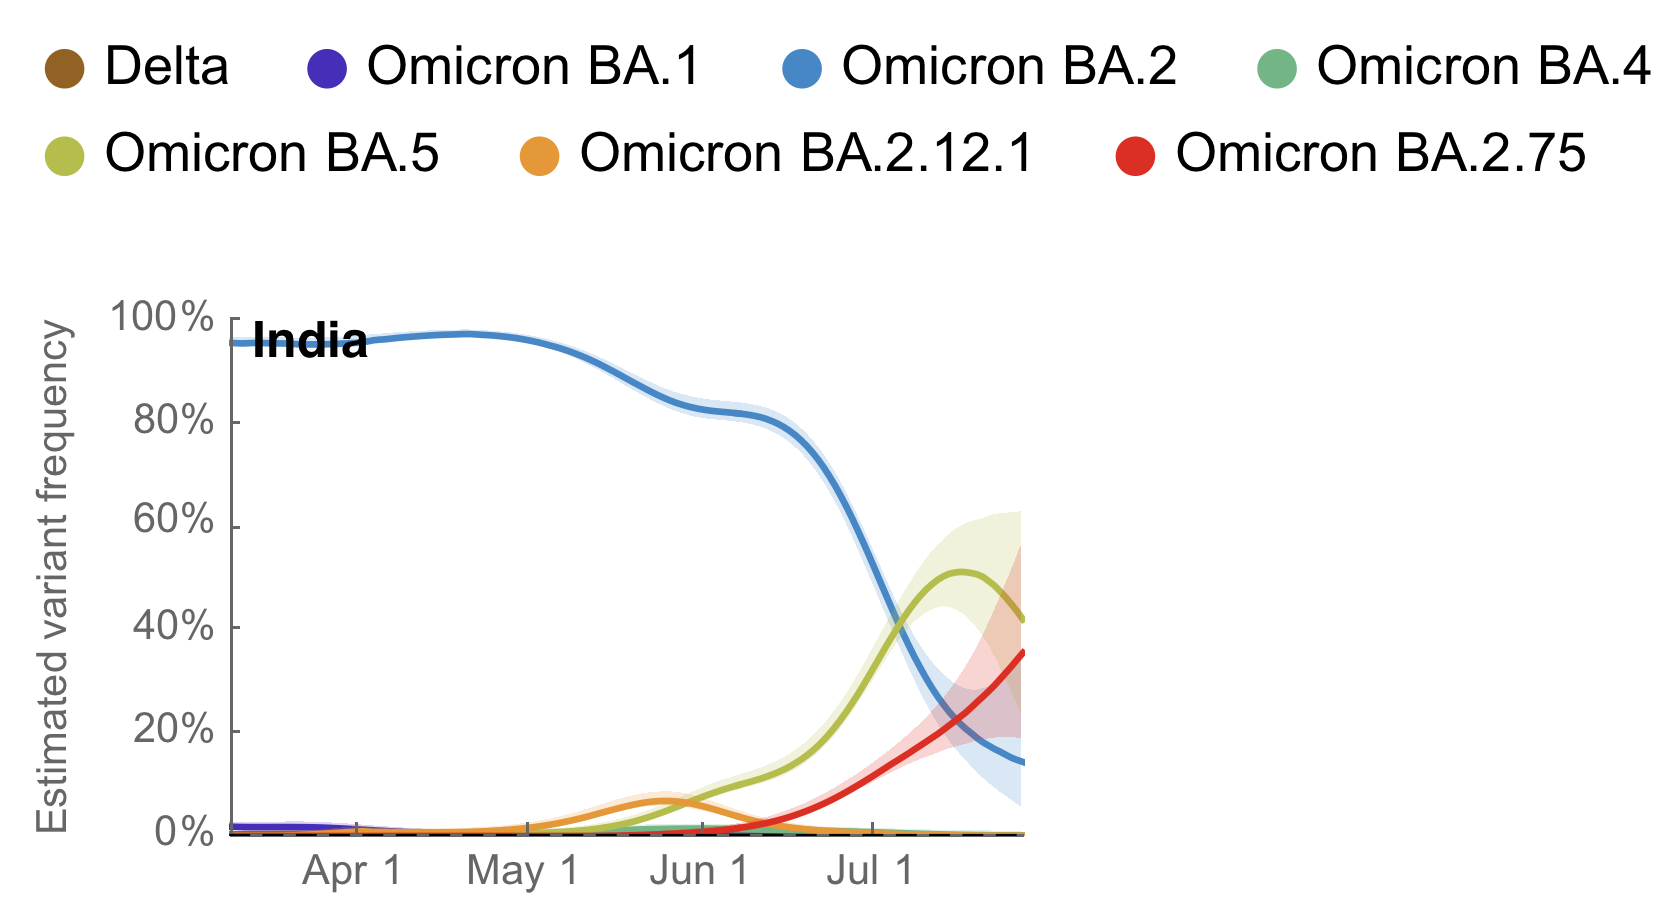 Delta Omicron BA.1 Omicron BA.2 Omicron BA.4
Omicron BA.5 Omicron BA.2.12.1 Omicron BA.2.75
India
Estimated variant frequency
100%
80%
60%
40%
20%
0%
Apr 1 May 1 Jun 1 Jul 1